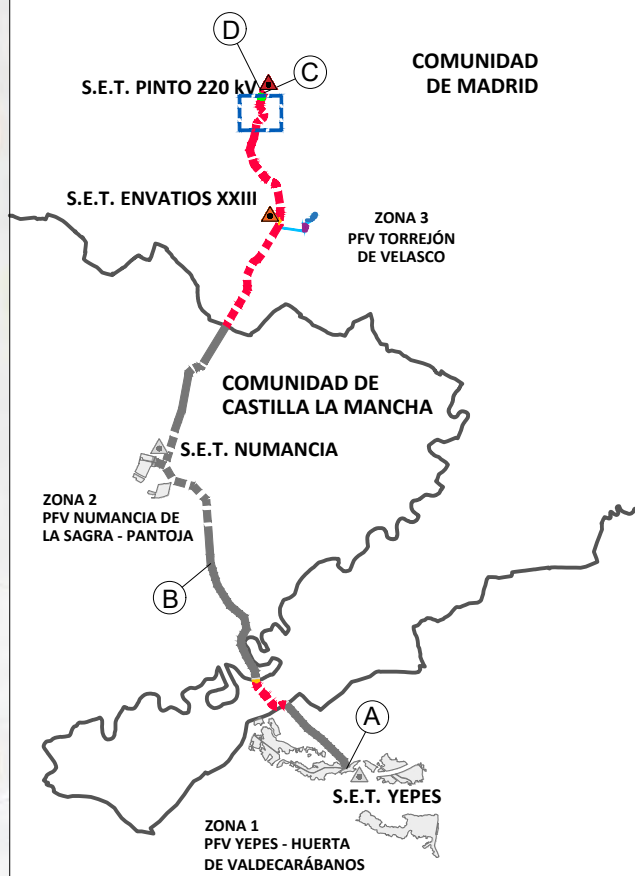 D
C
COMUNIDAD
DE MADRID
S.E.T. PINTO 220 kV
S.E.T. ENVATIOS XXIII
ZONA 3
PFV TORREJÓN
DE VELASCO
COMUNIDAD DE
CASTILLA LA MANCHA
S.E.T. NUMANCIA
ZONA 2
PFV NUMANCIA DE
LA SAGRA - PANTOJA
B
A
S.E.T. YEPES
ZONA 1
PFV YEPES - HUERTA
DE VALDECARÁBANOS